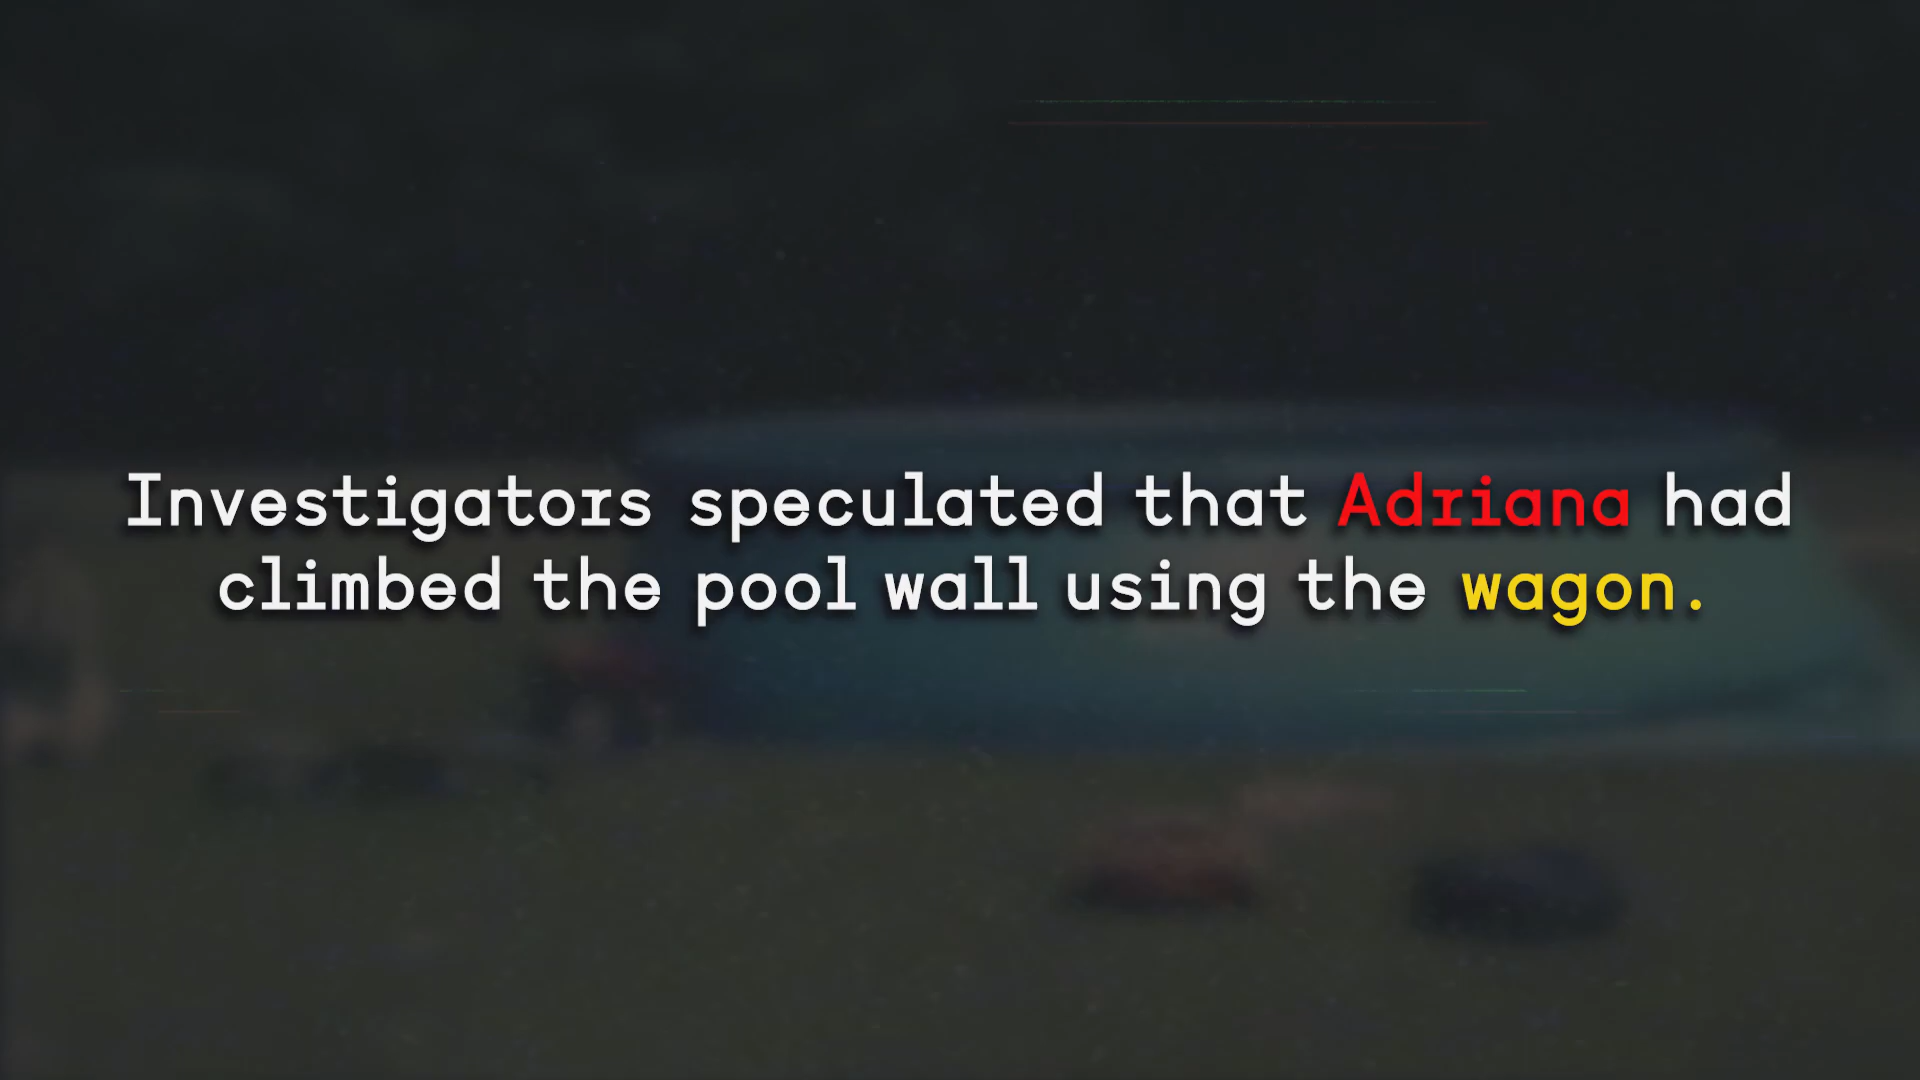 Investigators speculated that Adriana had
climbed the pool wall using the wagon.